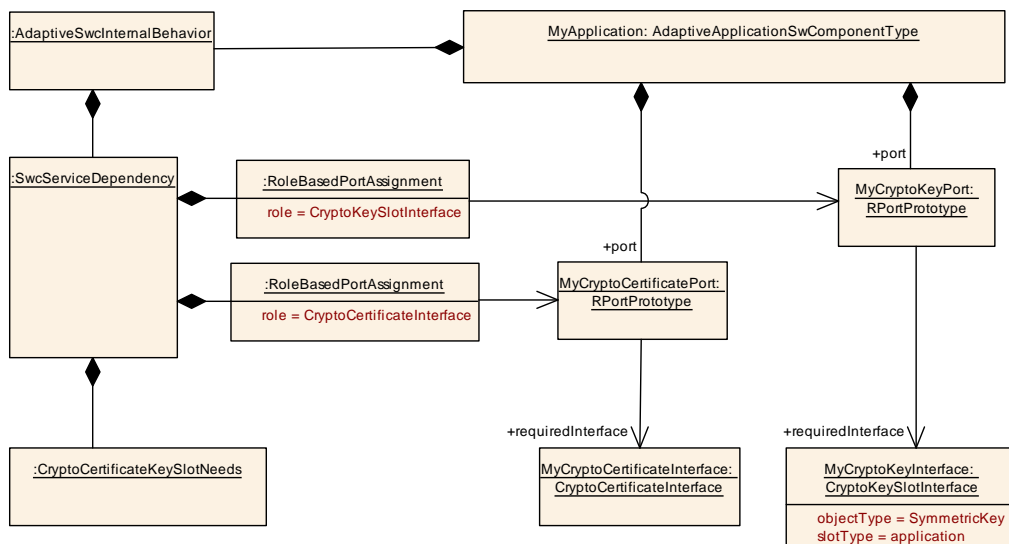 :AdaptiveSwcInternalBehavior
MyApplication: AdaptiveApplicationSwComponentType
+port
:SwcServiceDependency
:RoleBasedPortAssignment
role = CryptoKeySlotInterface
MyCryptoKeyPort:
RPortPrototype
+port
:RoleBasedPortAssignment
role = CryptoCertificateInterface
MyCryptoCertificatePort:
RPortPrototype
+requiredInterface
+requiredInterface
:CryptoCertificateKeySlotNeeds
MyCryptoCertificateInterface:
CryptoCertificateInterface
MyCryptoKeyInterface:
CryptoKeySlotInterface
objectType = SymmetricKey
slotType = application